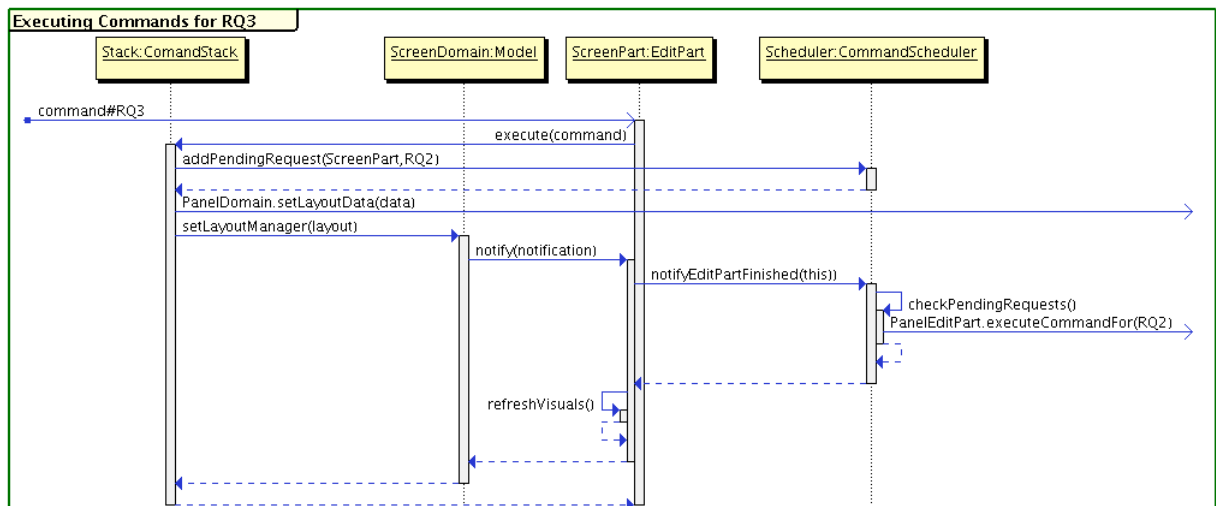 Executing Commands for RQ3
Stack:ComandStack
ScreenDomain:Model
ScreenPart:EditPart
Scheduler:CommandScheduler
command#RQ3
execute(command)
addPendingRequest(ScreenPart,RQ2)
PanelDomain.setLayoutData(data)
setLayoutManager(layout)
notify(notification)
notifyEditPartFinished(this))
checkPendingRequests()
PanelEditPart.executeCommandFor(RQ2)
refreshVisuals()